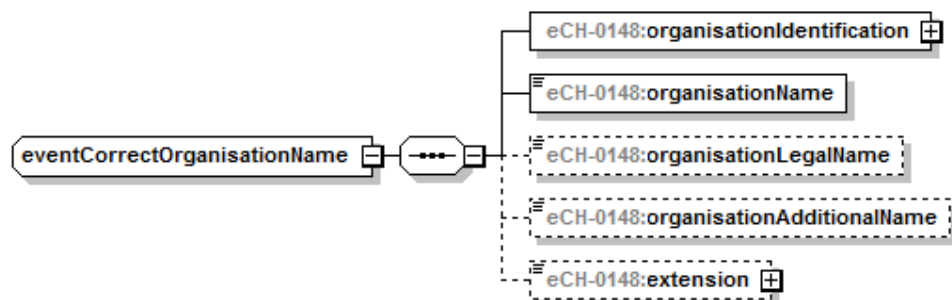 eCH-0148:organisationIdentification
eCH-0148:organisationName
eventCorrectOrganisationName
eCH-0148:organisationLegalName
eCH-0148:organisationAdditionalName
eCH-0148:extension